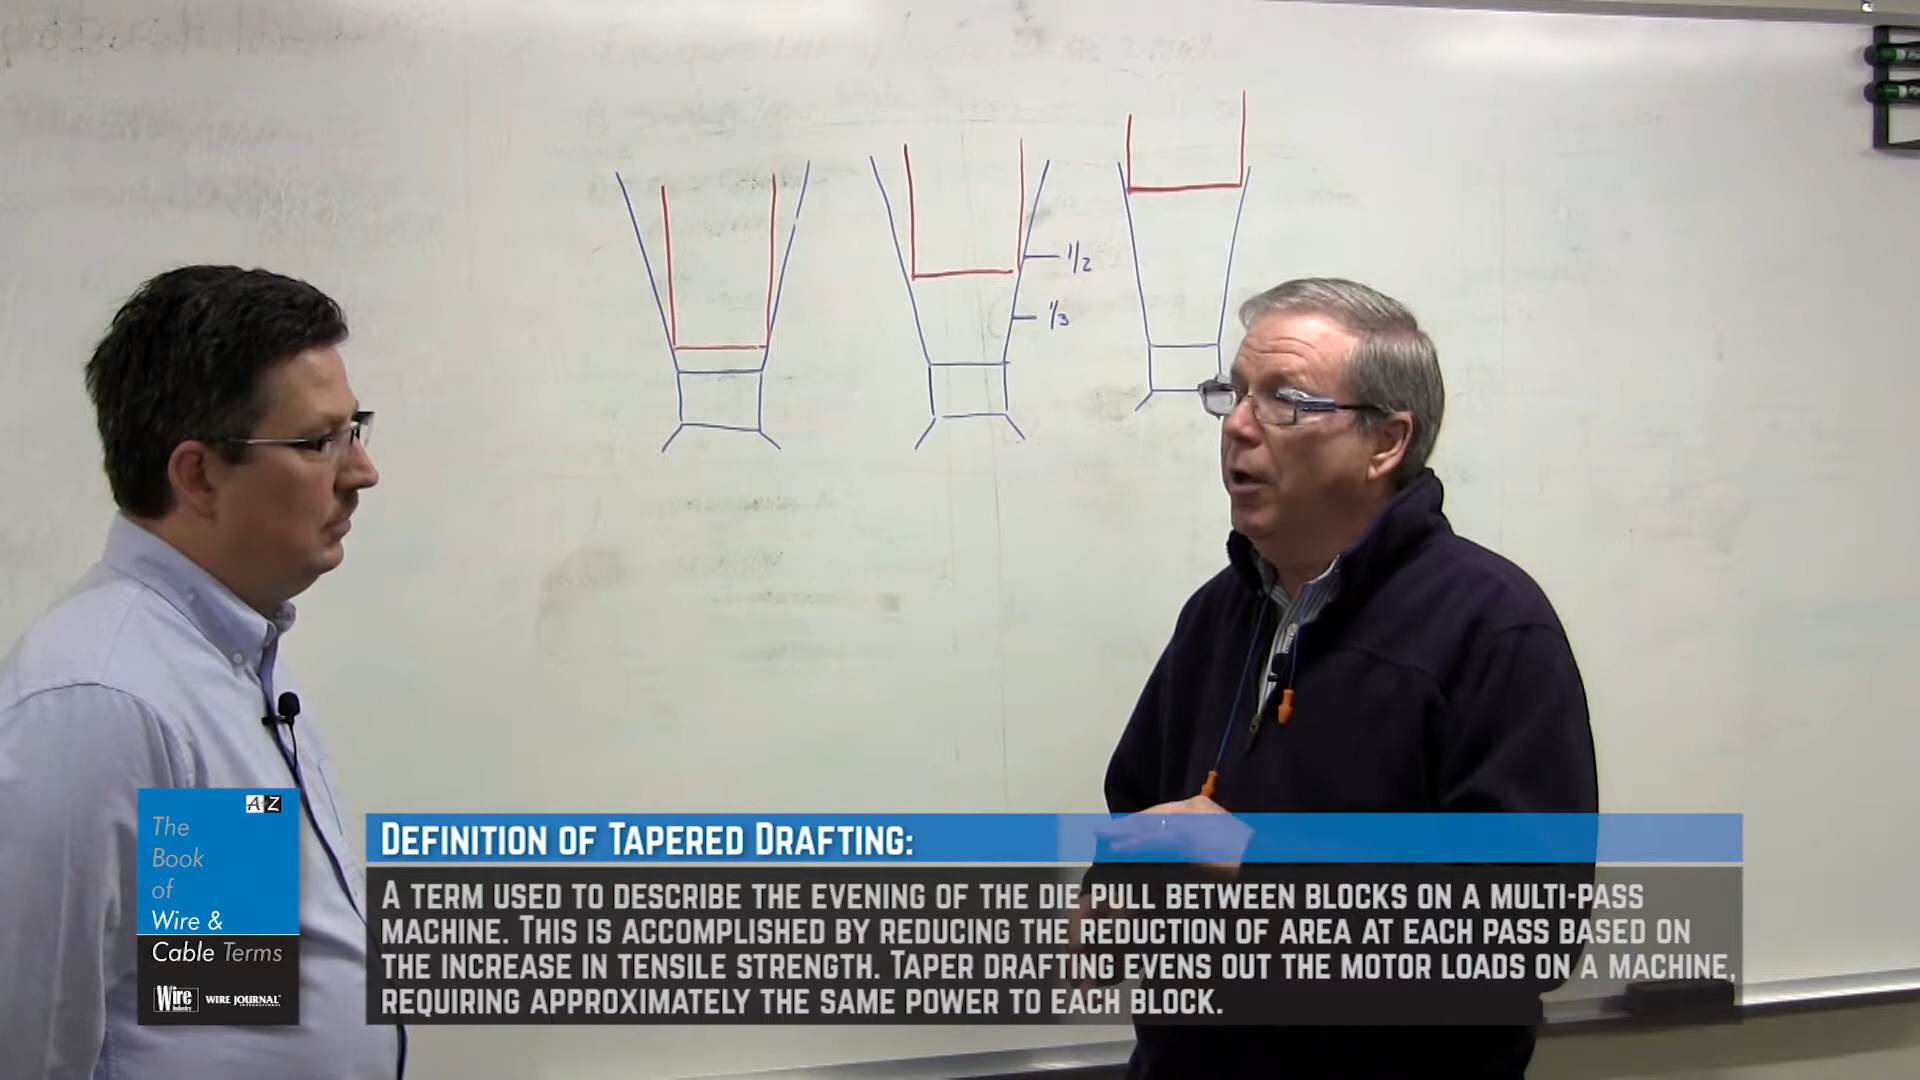 1/2
1/3
A Z
The
Book
of
Wire &
Cable Terms
Wire
WIRE JOURNAL
DEFINITION OF TAPERED DRAFTING:
A TERM USED TO DESCRIBE THE EVENING OF THE DIE PULL BETWEEN BLOCKS ON A MULTI-PASS
MACHINE. THIS IS ACCOMPLISHED BY REDUCING THE REDUCTION OF AREA AT EACH PASS BASED ON
THE INCREASE IN TENSILE STRENGTH. TAPER DRAFTING EVENS OUT THE MOTOR LOADS ON A MACHINE,
REQUIRING APPROXIMATELY THE SAME POWER TO EACH BLOCK.